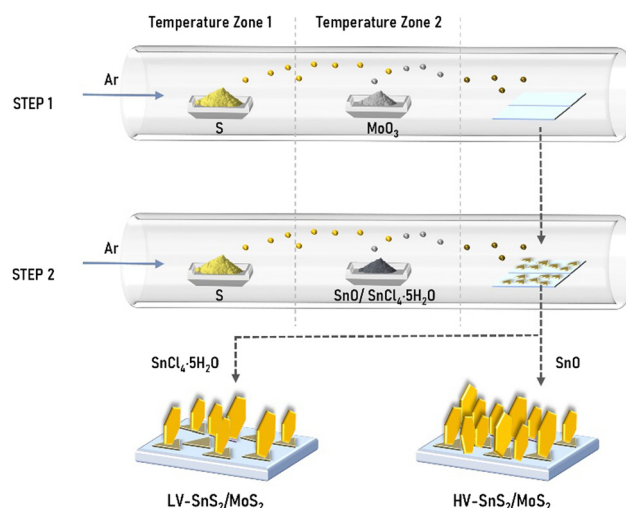 Temperature Zone 1 Temperature Zone 2
Ar
STEP 1
S MoO₃
Ar
STEP 2
S SnO/ SnCl₄·5H₂O
SnCl₄·5H₂O SnO
LV-SnS₂/MoS₂ HV-SnS₂/MoS₂